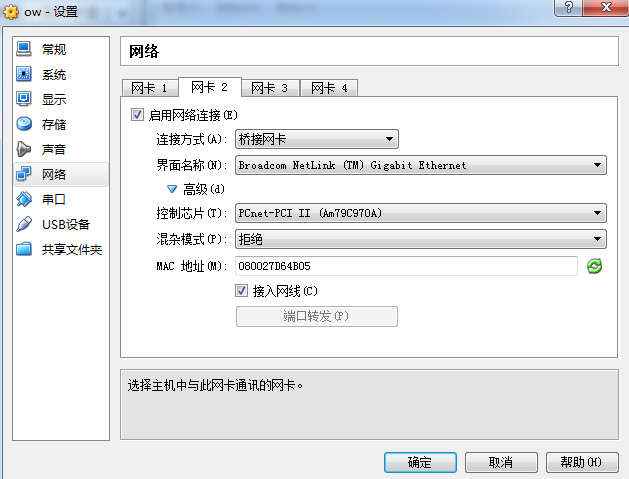 ow - 设置
常规
系统
显示
存储
声音
网络
串口
USB设备
共享文件夹
网络
网卡 1 网卡 2 网卡 3 网卡 4
启用网络连接(E)
连接方式(A): 桥接网卡
界面名称(N): Broadcom NetLink (TM) Gigabit Ethernet
高级(d)
控制芯片(T): PCnet-PCI II (Am79C970A)
混杂模式(P): 拒绝
MAC 地址(M): 080027D64B05
接入网线(C)
端口转发(P)
选择主机中与此网卡通讯的网卡。
确定 取消 帮助(H)